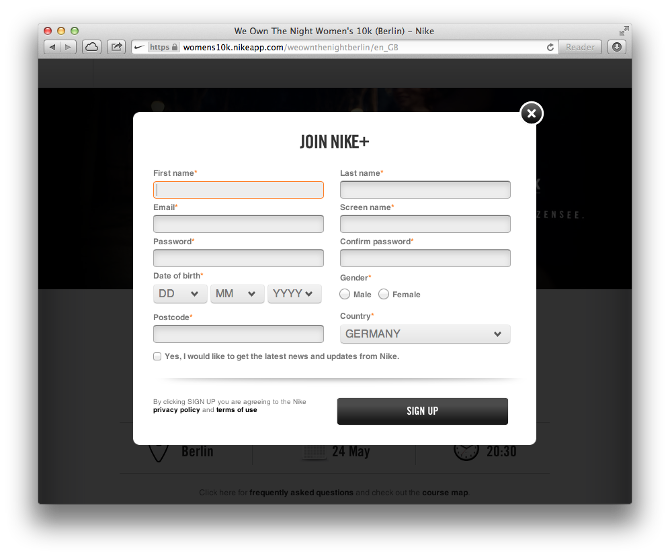 We Own The Night Women's 10k (Berlin) – Nike
https womens10k.nikeapp.com/weownthenightberlin/en_GB Reader
JOIN NIKE+
First name* Last name*
Email* Screen name*
Password* Confirm password*
Date of birth* Gender*
DD MM YYYY Male Female
Postcode* Country*
GERMANY
Yes, I would like to get the latest news and updates from Nike.
By clicking SIGN UP you are agreeing to the Nike
privacy policy and terms of use
SIGN UP
Berlin 24 May 20:30
Click here for frequently asked questions and check out the course map.